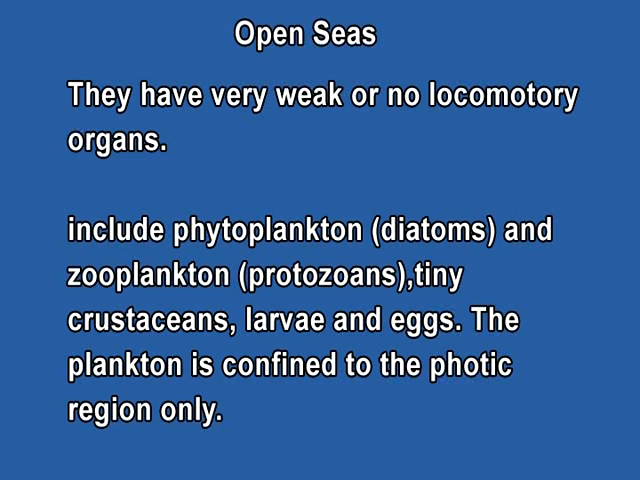 Open Seas
They have very weak or no locomotory
organs.
include phytoplankton (diatoms) and
zooplankton (protozoans),tiny
crustaceans, larvae and eggs. The
plankton is confined to the photic
region only.